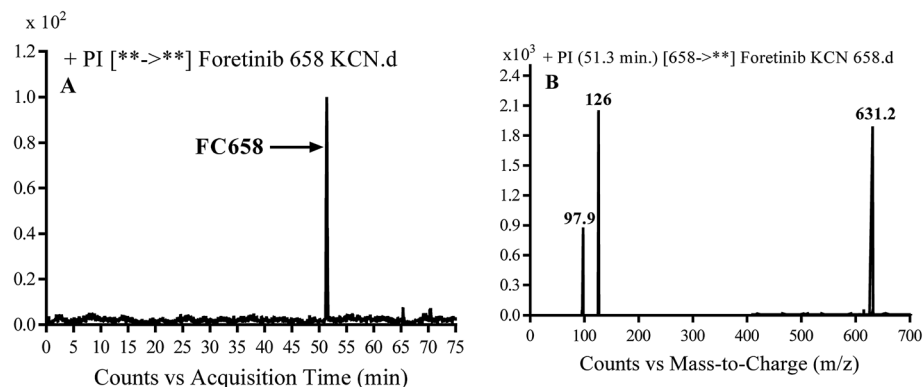 x 10²
+ PI [**->**] Foretinib 658 KCN.d
A
1.2
1.0
0.8
0.6
0.4
0.2
0.0
FC658
0 5 10 15 20 25 30 35 40 45 50 55 60 65 70 75
Counts vs Acquisition Time (min)
x10³
+ PI (51.3 min.) [658->**] Foretinib KCN 658.d
B
2.4
2.1
1.8
1.5
1.2
0.9
0.6
0.3
0
126
631.2
97.9
0 100 200 300 400 500 600 700
Counts vs Mass-to-Charge (m/z)